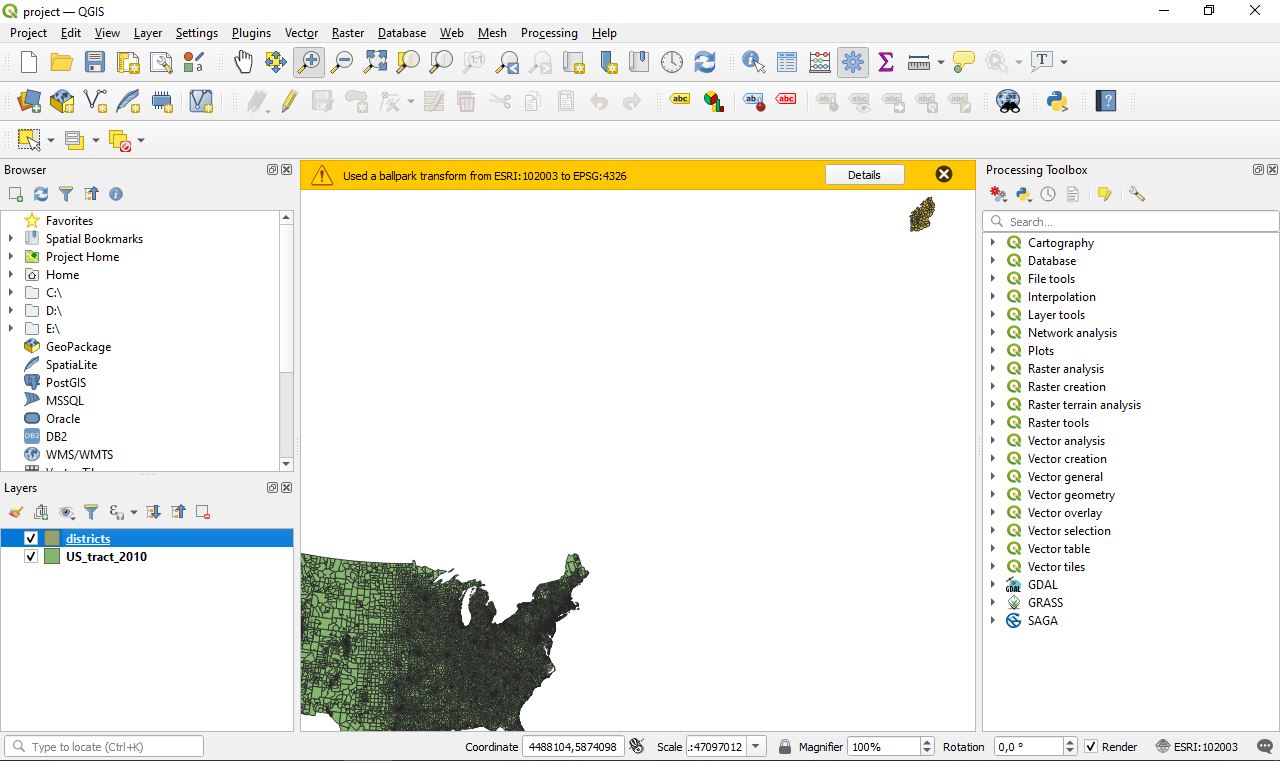 project — QGIS
Project Edit View Layer Settings Plugins Vector Raster Database Web Mesh Processing Help
Browser
Favorites
Spatial Bookmarks
Project Home
Home
C:\
D:\
E:\
GeoPackage
SpatiaLite
PostGIS
MSSQL
Oracle
DB2
WMS/WMTS
Layers
districts
US_tract_2010
Used a ballpark transform from ESRI:102003 to EPSG:4326 Details
Processing Toolbox
Search...
Cartography
Database
File tools
Interpolation
Layer tools
Network analysis
Plots
Raster analysis
Raster creation
Raster terrain analysis
Raster tools
Vector analysis
Vector creation
Vector general
Vector geometry
Vector overlay
Vector selection
Vector table
Vector tiles
GDAL
GRASS
SAGA
Type to locate (Ctrl+K) Coordinate 4488104,5874098 Scale .:47097012 Magnifier 100% Rotation 0,0 ° Render ESRI:102003